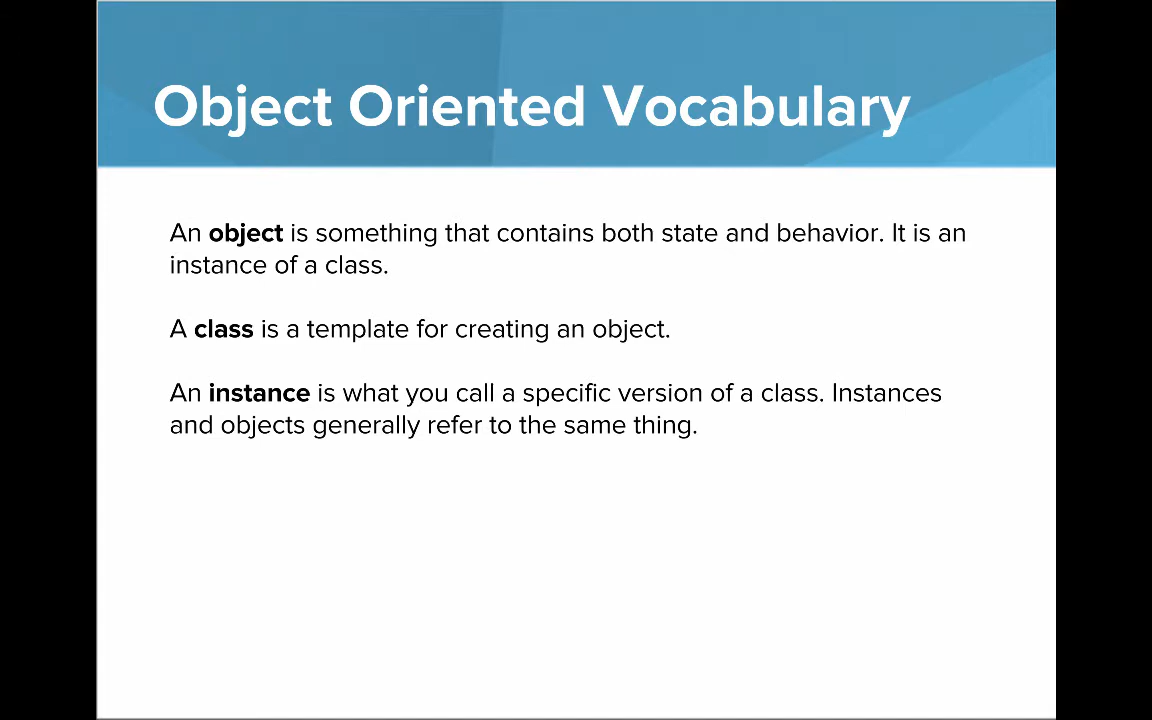 Object Oriented Vocabulary
An object is something that contains both state and behavior. It is an
instance of a class.
A class is a template for creating an object.
An instance is what you call a specific version of a class. Instances
and objects generally refer to the same thing.